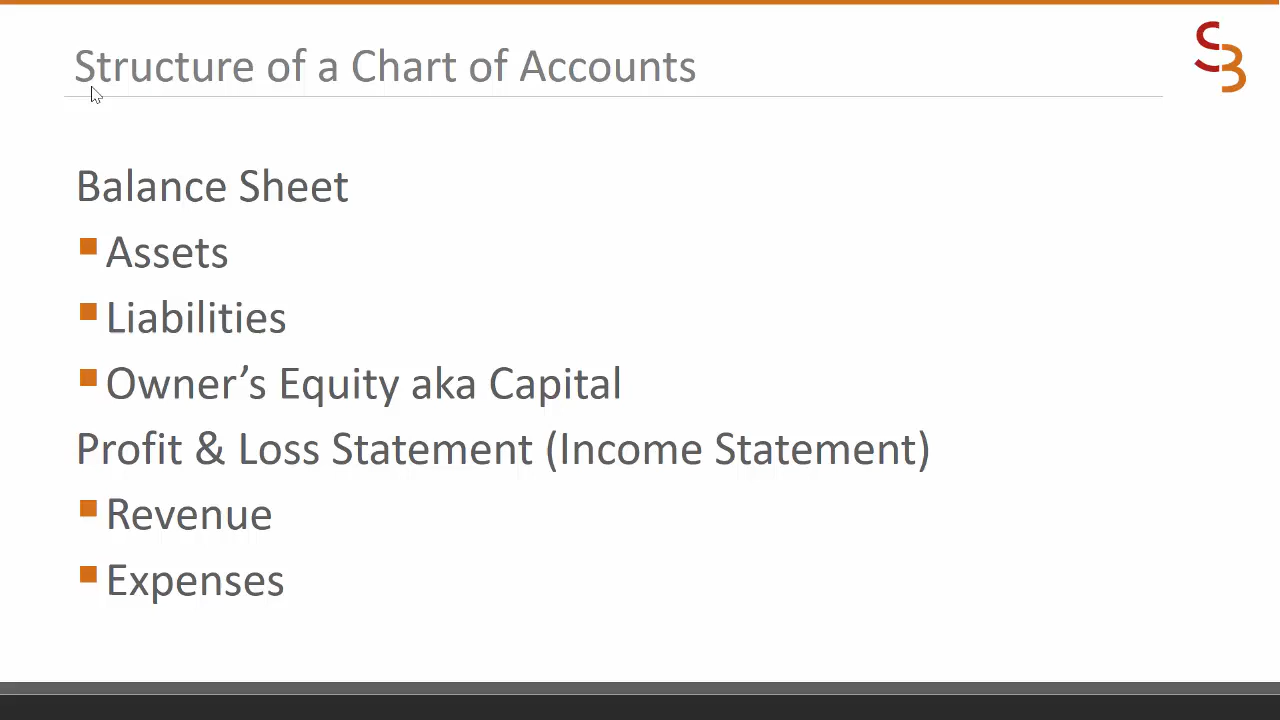 Structure of a Chart of Accounts
SB
Balance Sheet
Assets
Liabilities
Owner’s Equity aka Capital
Profit & Loss Statement (Income Statement)
Revenue
Expenses